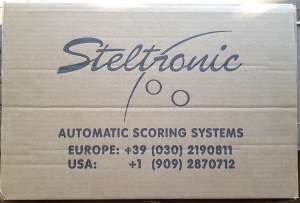 Steltronic
AUTOMATIC SCORING SYSTEMS
EUROPE: +39 (030) 2190811
USA: +1 (909) 2870712